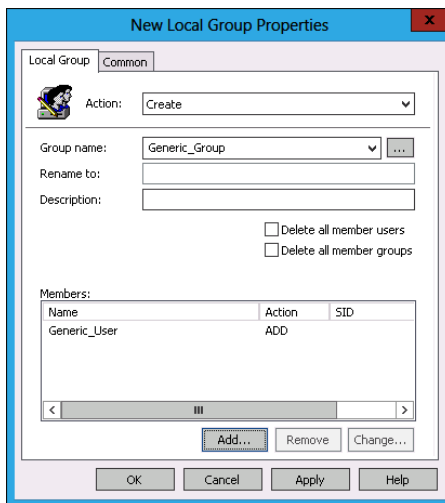 New Local Group Properties
x
Local Group Common
Action: Create
Group name: Generic_Group ...
Rename to:
Description:
Delete all member users
Delete all member groups
Members:
Name Action SID
Generic_User ADD
Add... Remove Change...
OK Cancel Apply Help